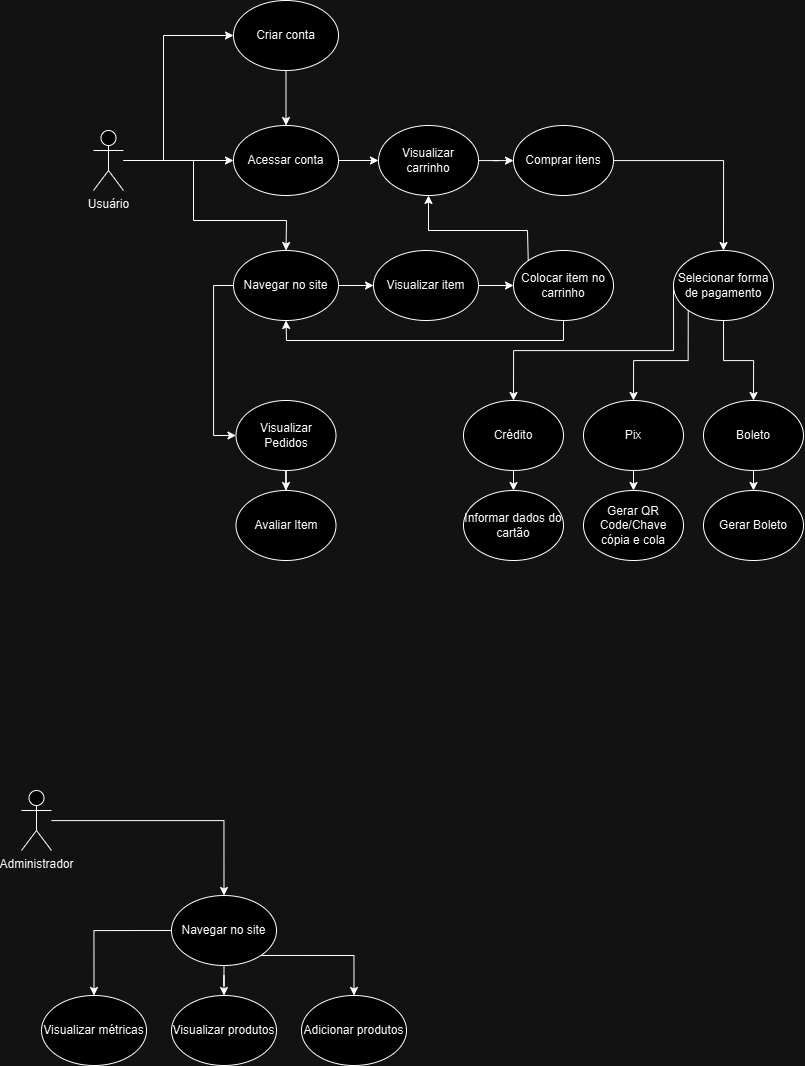 Criar conta
Acessar conta
Visualizar
carrinho
Comprar itens
Usuário
Navegar no site
Visualizar item
Colocar item no
carrinho
Selecionar forma
de pagamento
Visualizar
Pedidos
Crédito
Pix
Boleto
Avaliar Item
Informar dados do
cartão
Gerar QR
Code/Chave
cópia e cola
Gerar Boleto
Administrador
Navegar no site
Visualizar métricas
Visualizar produtos
Adicionar produtos